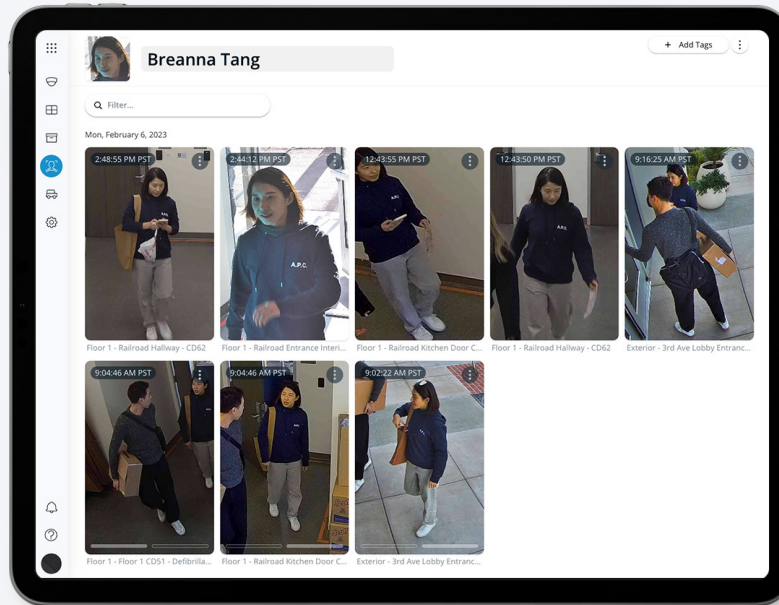 Breanna Tang
+ Add Tags
Filter...
Mon, February 6, 2023
2:48:55 PM PST
2:44:12 PM PST
12:43:55 PM PST
12:43:50 PM PST
9:16:25 AM PST
A.P.C.
Floor 1 - Railroad Hallway - CD62
Floor 1 - Railroad Entrance Interi...
Floor 1 - Railroad Kitchen Door C...
Floor 1 - Railroad Hallway - CD62
Exterior - 3rd Ave Lobby Entranc...
9:04:46 AM PST
9:04:46 AM PST
9:02:22 AM PST
Floor 1 - Floor 1 CD51 - Defibrilla...
Floor 1 - Railroad Kitchen Door C...
Exterior - 3rd Ave Lobby Entranc...